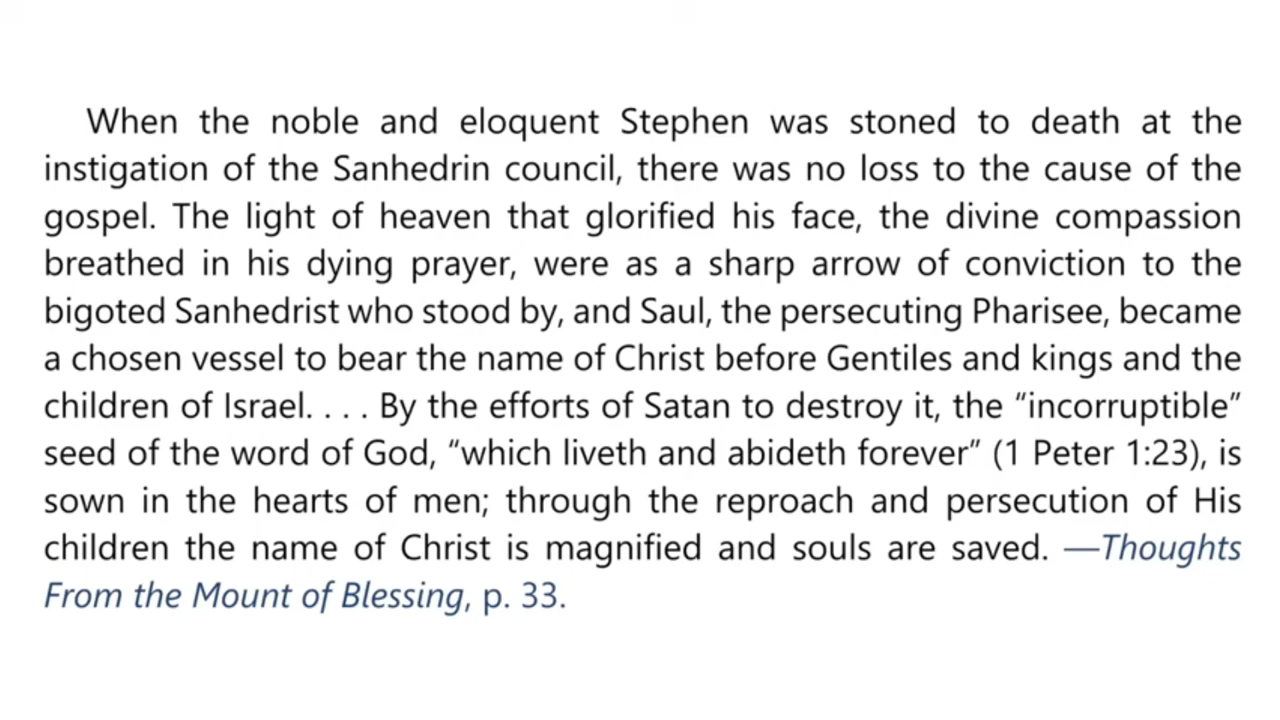 When the noble and eloquent Stephen was stoned to death at the
instigation of the Sanhedrin council, there was no loss to the cause of the
gospel. The light of heaven that glorified his face, the divine compassion
breathed in his dying prayer, were as a sharp arrow of conviction to the
bigoted Sanhedrist who stood by, and Saul, the persecuting Pharisee, became
a chosen vessel to bear the name of Christ before Gentiles and kings and the
children of Israel. . . . By the efforts of Satan to destroy it, the “incorruptible”
seed of the word of God, “which liveth and abideth forever” (1 Peter 1:23), is
sown in the hearts of men; through the reproach and persecution of His
children the name of Christ is magnified and souls are saved. —Thoughts
From the Mount of Blessing, p. 33.